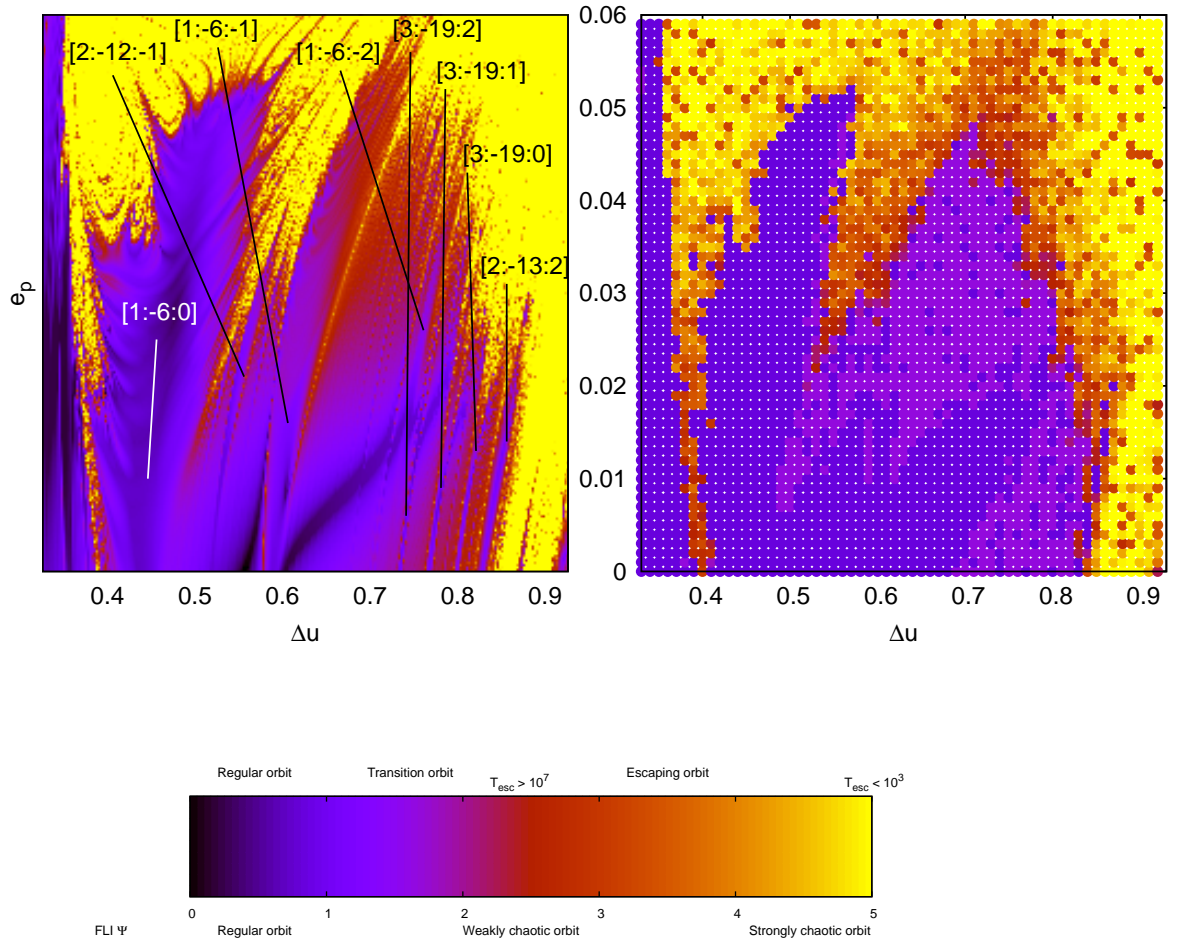 [1:-6:-1]
[3:-19:2]
[2:-12:-1]
[1:-6:-2]
[3:-19:1]
[3:-19:0]
[2:-13:2]
[1:-6:0]
e_p
0.4 0.5 0.6 0.7 0.8 0.9
Δu
0.06
0.05
0.04
0.03
0.02
0.01
0
0.4 0.5 0.6 0.7 0.8 0.9
Δu
Regular orbit Transition orbit T_esc > 10^7 Escaping orbit T_esc < 10^3
0 1 2 3 4 5
FLI Ψ Regular orbit Weakly chaotic orbit Strongly chaotic orbit